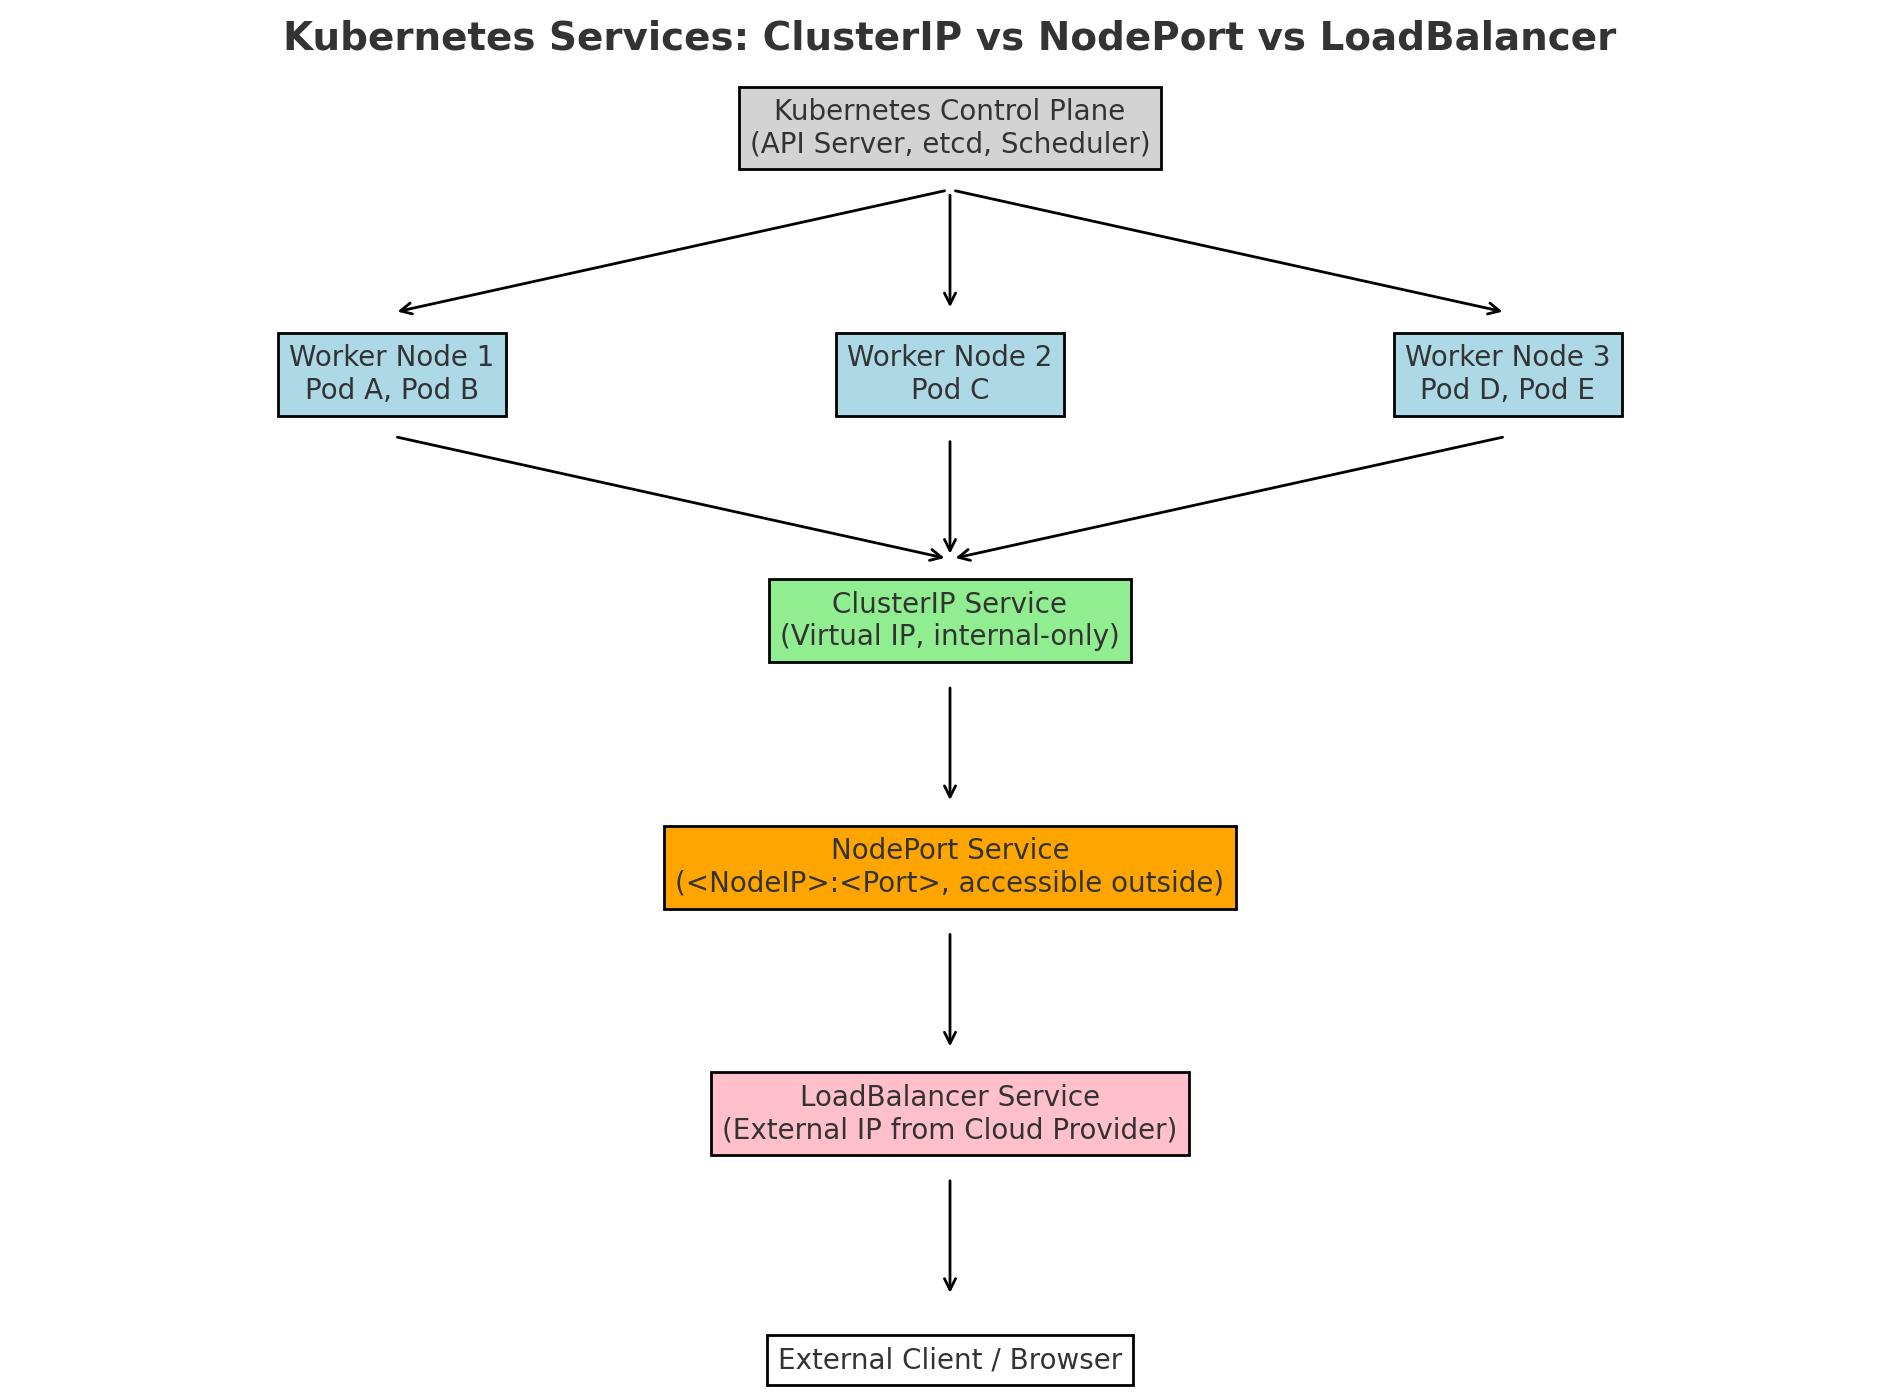 Kubernetes Services: ClusterIP vs NodePort vs LoadBalancer
Kubernetes Control Plane
(API Server, etcd, Scheduler)
Worker Node 1
Pod A, Pod B
Worker Node 2
Pod C
Worker Node 3
Pod D, Pod E
ClusterIP Service
(Virtual IP, internal-only)
NodePort Service
(<NodeIP>:<Port>, accessible outside)
LoadBalancer Service
(External IP from Cloud Provider)
External Client / Browser